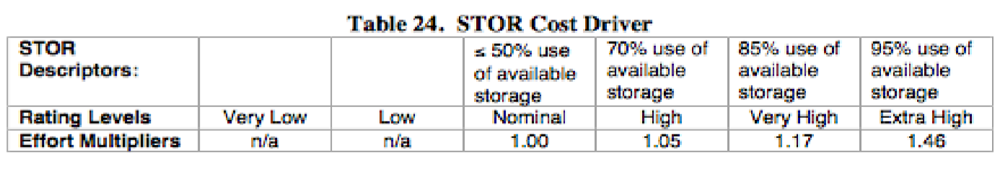 Table 24. STOR Cost Driver
STOR Descriptors: ≤ 50% use of available storage 70% use of available storage 85% use of available storage 95% use of available storage
Rating Levels Very Low Low Nominal High Very High Extra High
Effort Multipliers n/a n/a 1.00 1.05 1.17 1.46